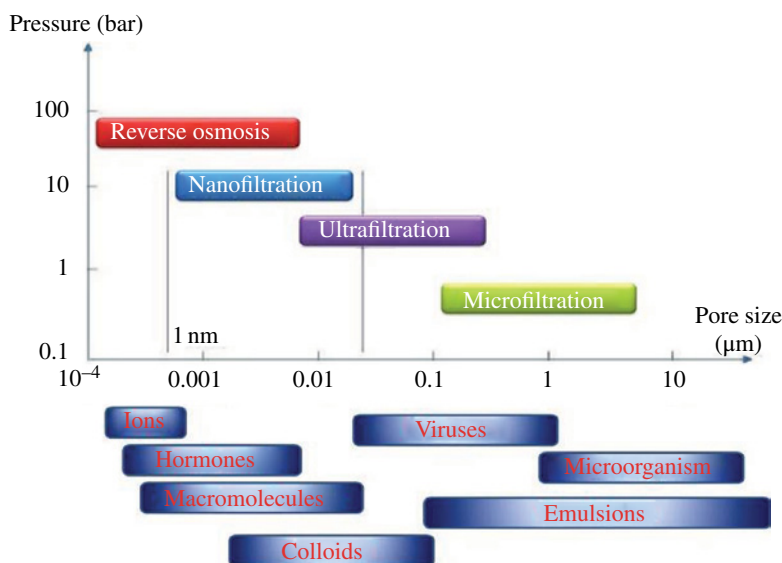 Pressure (bar)
100
Reverse osmosis
10
Nanofiltration
Ultrafiltration
1
Microfiltration
1 nm
Pore size
(μm)
0.1
10⁻⁴
0.001
0.01
0.1
1
10
Ions
Viruses
Hormones
Microorganism
Macromolecules
Emulsions
Colloids